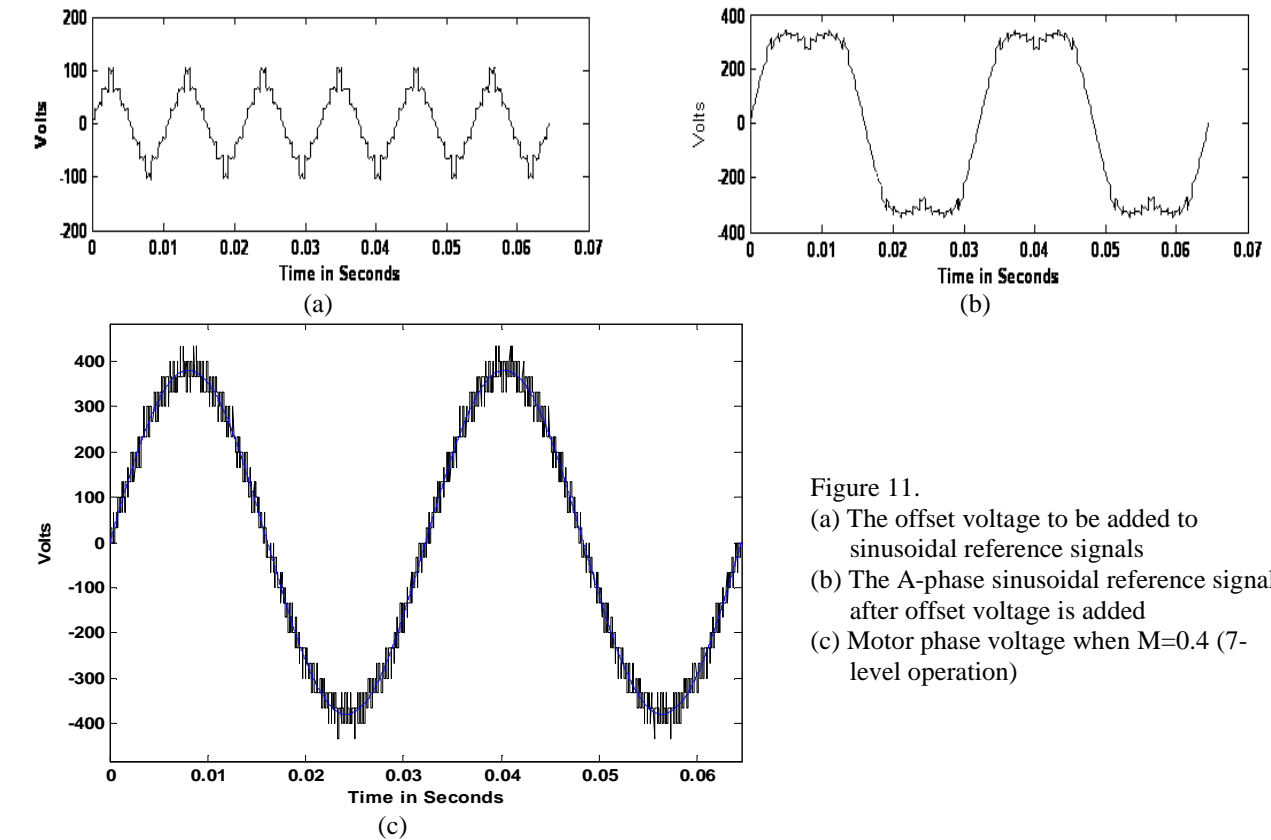 200
100
0
-100
-200
Volts
0 0.01 0.02 0.03 0.04 0.05 0.06 0.07
Time in Seconds
(a)
400
200
0
-200
-400
Volts
0 0.01 0.02 0.03 0.04 0.05 0.06 0.07
Time in Seconds
(b)
400
300
200
100
0
-100
-200
-300
-400
Volts
0 0.01 0.02 0.03 0.04 0.05 0.06
Time in Seconds
(c)
Figure 11.
(a) The offset voltage to be added to
sinusoidal reference signals
(b) The A-phase sinusoidal reference signal
after offset voltage is added
(c) Motor phase voltage when M=0.4 (7-
level operation)